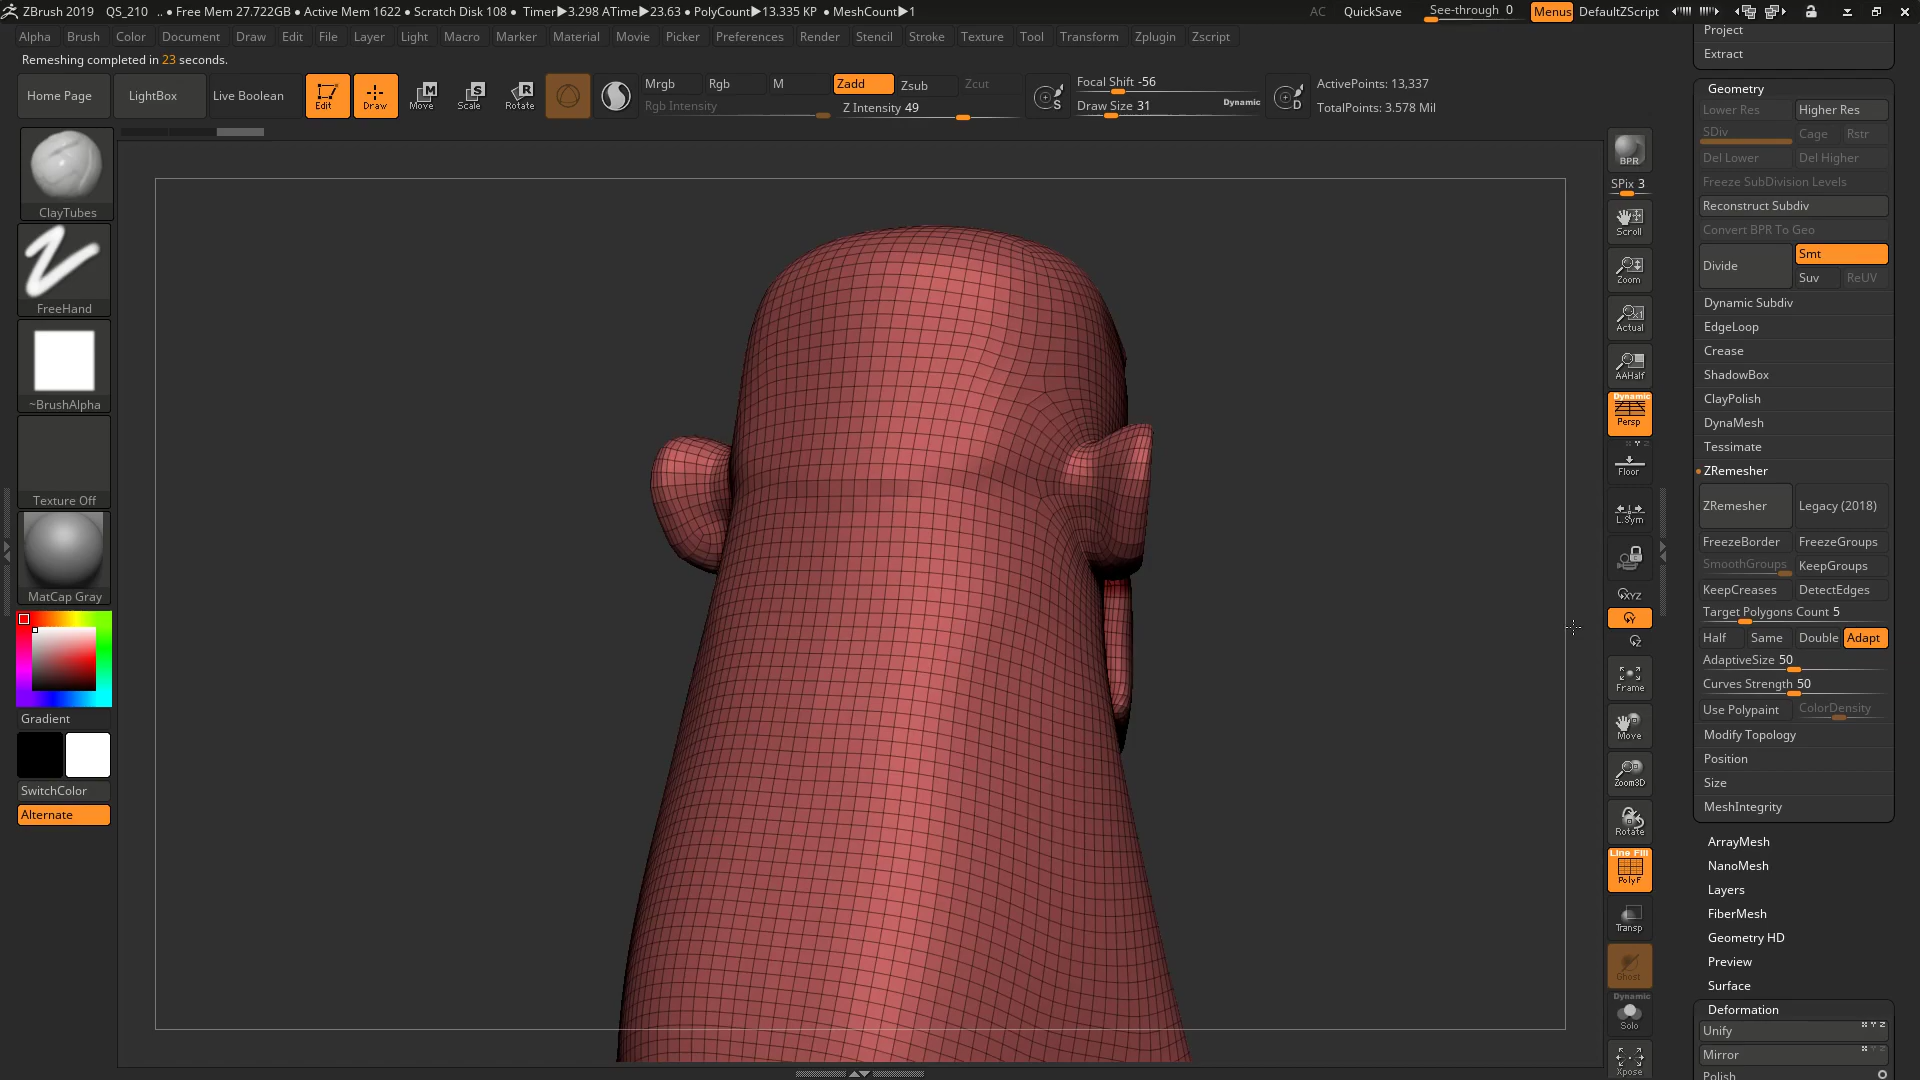 ZBrush 2019 QS_210 .. • Free Mem 27.722GB • Active Mem 1622 • Scratch Disk 108 • Timer▶3.298 ATime▶23.63 • PolyCount▶13.335 KP • MeshCount▶1 AC QuickSave See-through 0 Menus DefaultZScript
Alpha Brush Color Document Draw Edit File Layer Light Macro Marker Material Movie Picker Preferences Render Stencil Stroke Texture Tool Transform Zplugin Zscript
Remeshing completed in 23 seconds.
Home Page LightBox Live Boolean Edit Draw Move Scale Rotate
Mrgb Rgb M Zadd Zsub Zcut
Rgb Intensity Z Intensity 49
Focal Shift -56
Draw Size 31 Dynamic
ActivePoints: 13,337
TotalPoints: 3.578 Mil
ClayTubes
FreeHand
~BrushAlpha
Texture Off
MatCap Gray
Gradient
SwitchColor
Alternate
BPR
SPix 3
Scroll
Zoom
Actual
AAHalf
Dynamic
Persp
Floor
L.Sym
XYZ
Y
Z
Frame
Move
Zoom3D
Rotate
Line Fill
PolyF
Transp
Ghost
Dynamic
Solo
Xpose
Project
Extract
Geometry
Lower Res Higher Res
SDiv Cage Rstr
Del Lower Del Higher
Freeze SubDivision Levels
Reconstruct Subdiv
Convert BPR To Geo
Divide Smt
Suv ReUV
Dynamic Subdiv
EdgeLoop
Crease
ShadowBox
ClayPolish
DynaMesh
Tessimate
ZRemesher
ZRemesher Legacy (2018)
FreezeBorder FreezeGroups
SmoothGroups KeepGroups
KeepCreases DetectEdges
Target Polygons Count 5
Half Same Double Adapt
AdaptiveSize 50
Curves Strength 50
Use Polypaint ColorDensity
Modify Topology
Position
Size
MeshIntegrity
ArrayMesh
NanoMesh
Layers
FiberMesh
Geometry HD
Preview
Surface
Deformation
Unify
Mirror
Polish